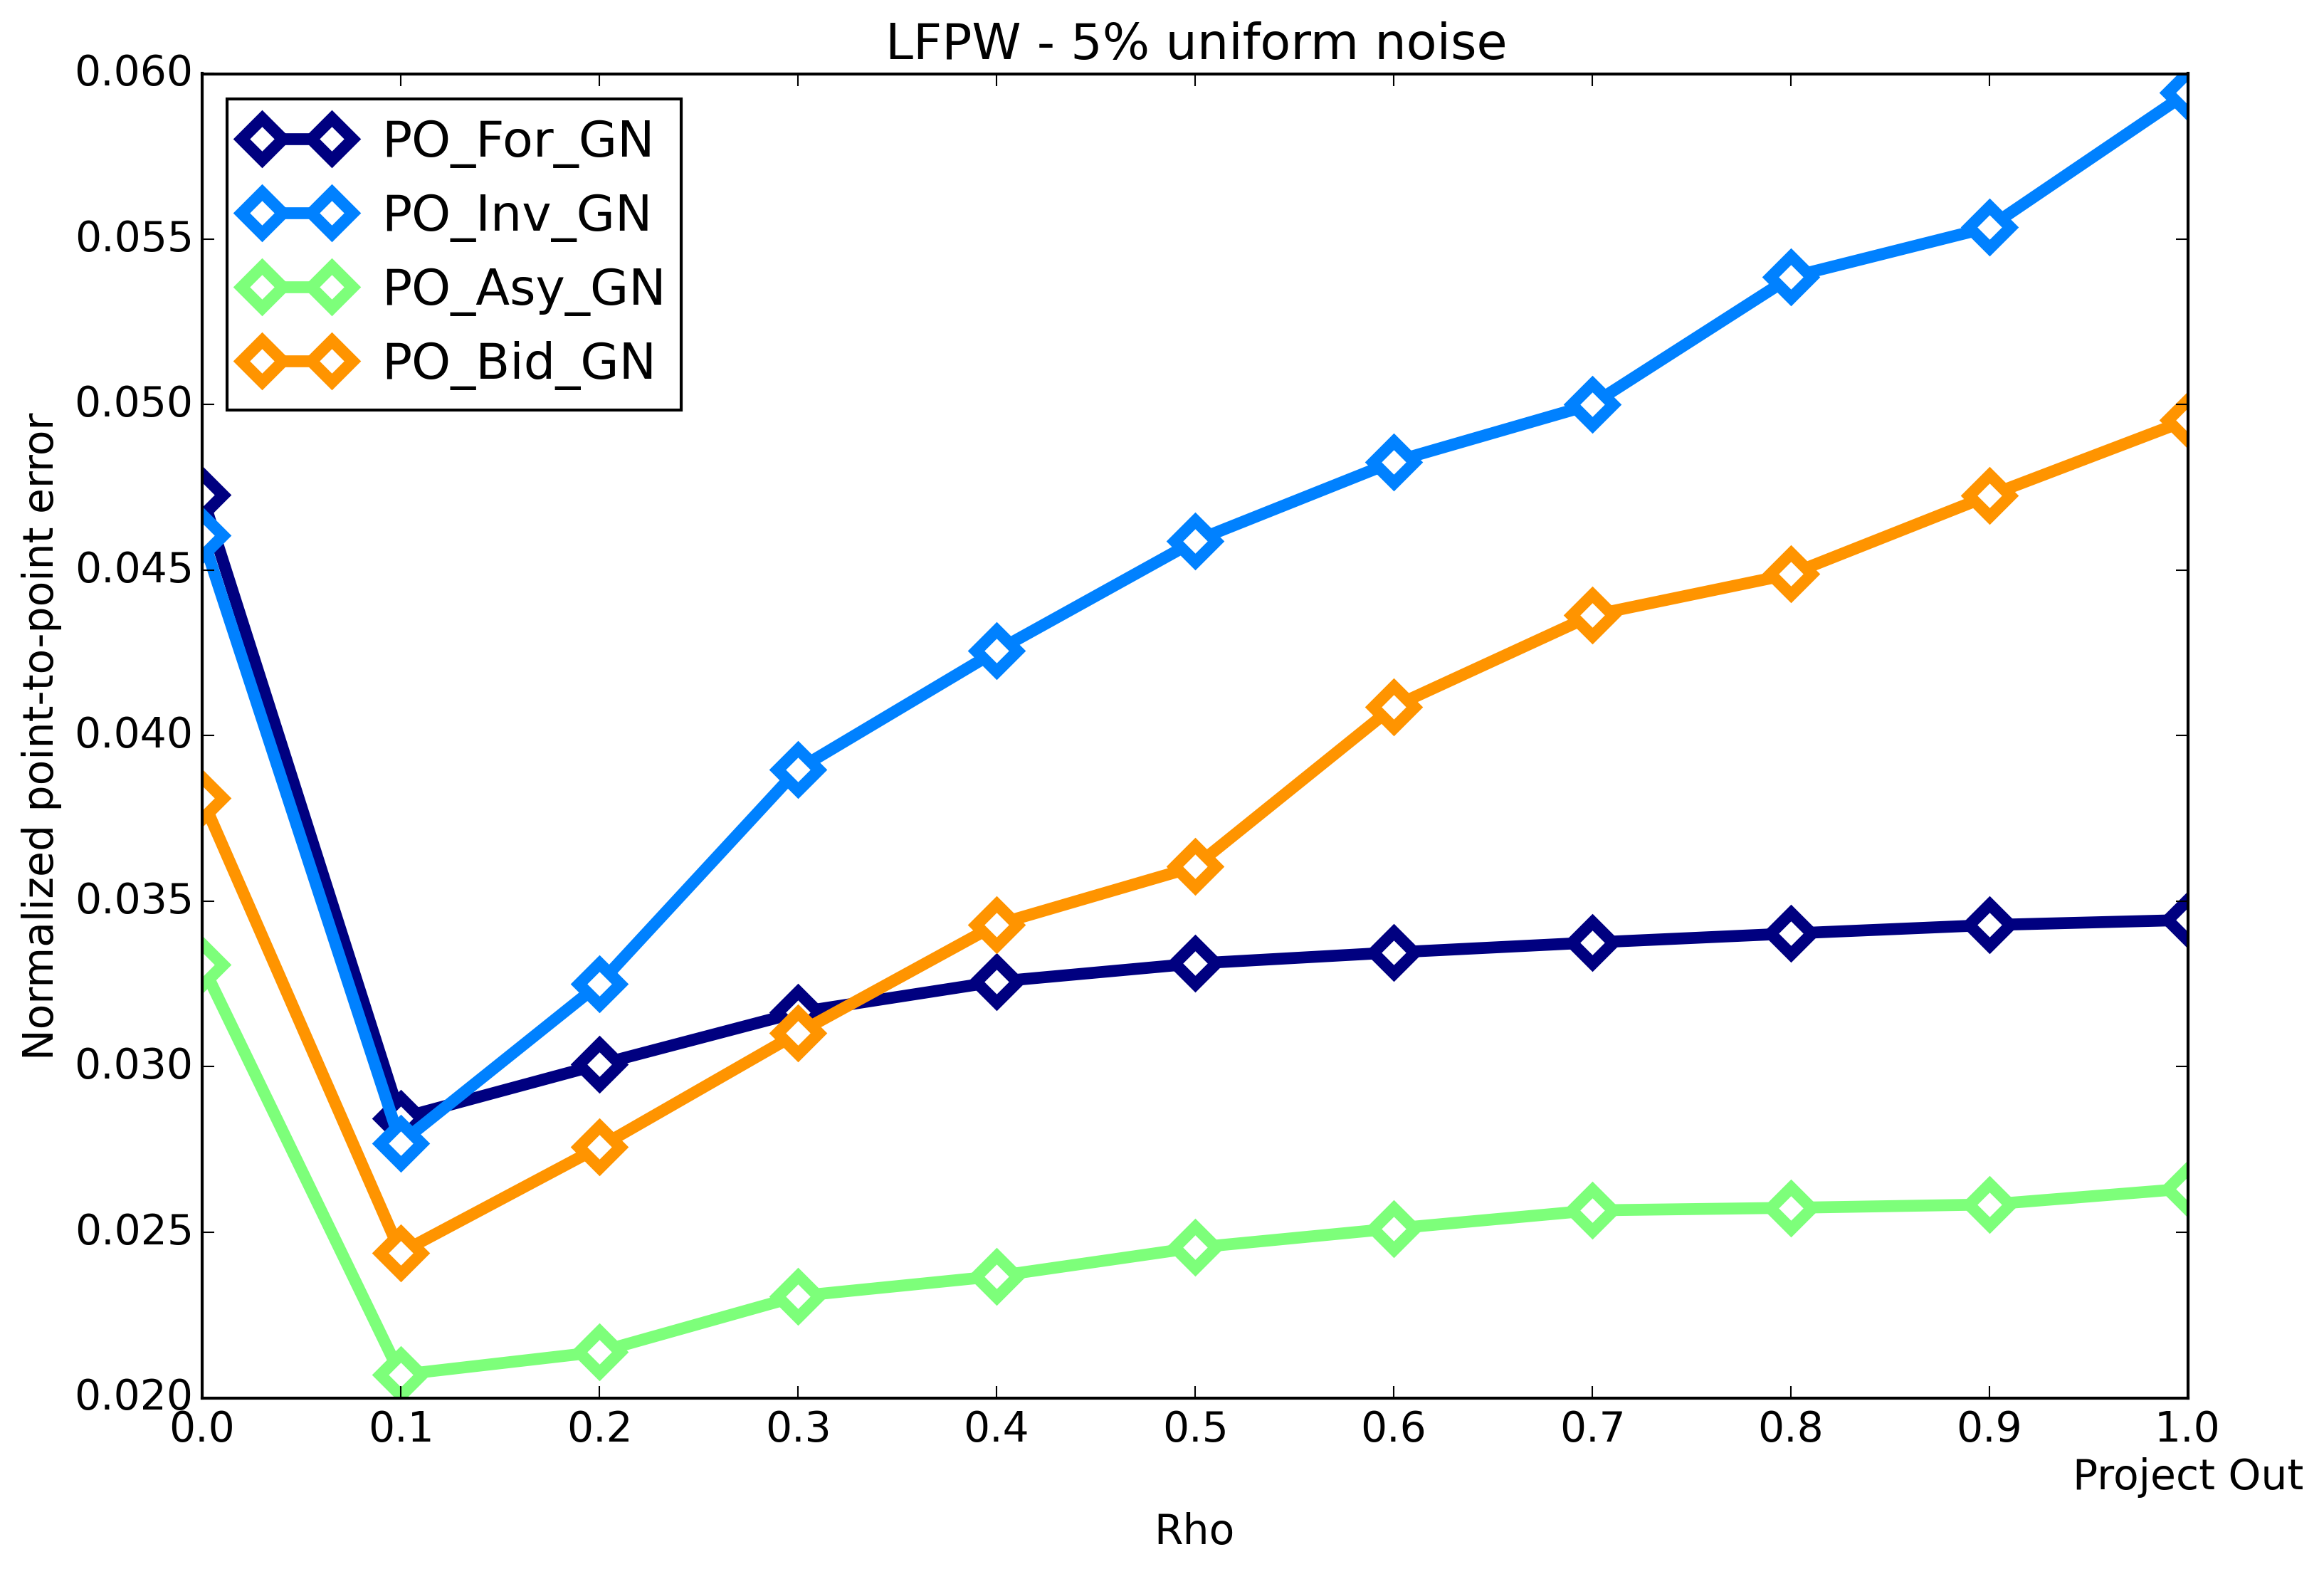 LFPW - 5% uniform noise
0.060
0.055
0.050
0.045
0.040
0.035
0.030
0.025
0.020
Normalized point-to-point error
PO_For_GN
PO_Inv_GN
PO_Asy_GN
PO_Bid_GN
0.0 0.1 0.2 0.3 0.4 0.5 0.6 0.7 0.8 0.9 1.0
Project Out
Rho